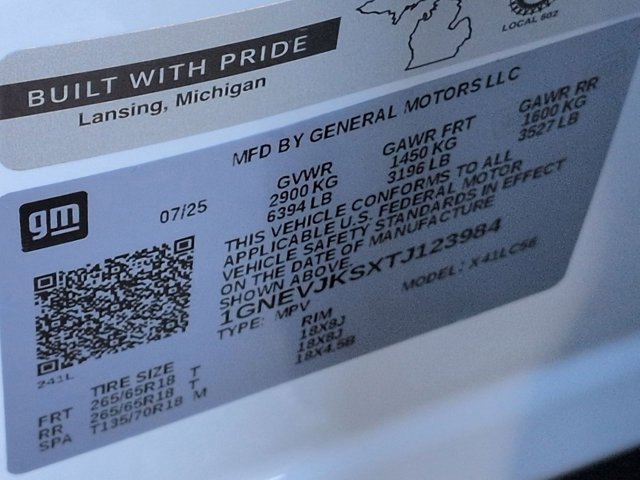 LOCAL 602
BUILT WITH PRIDE
Lansing, Michigan
MFD BY GENERAL MOTORS LLC
gm
07/25
GVWR GAWR FRT GAWR RR
2900 KG 1450 KG 1600 KG
6394 LB 3196 LB 3527 LB
THIS VEHICLE CONFORMS TO ALL
APPLICABLE U.S. FEDERAL MOTOR
VEHICLE SAFETY STANDARDS IN EFFECT
ON THE DATE OF MANUFACTURE
SHOWN ABOVE.
1GNEVJKSXTJ123984
TYPE: MPV MODEL: X41LC56
241L
TIRE SIZE RIM
FRT 265/65R18 T 18X8J
RR 265/65R18 T 18X8J
SPA T135/70R18 M 18X4.5B